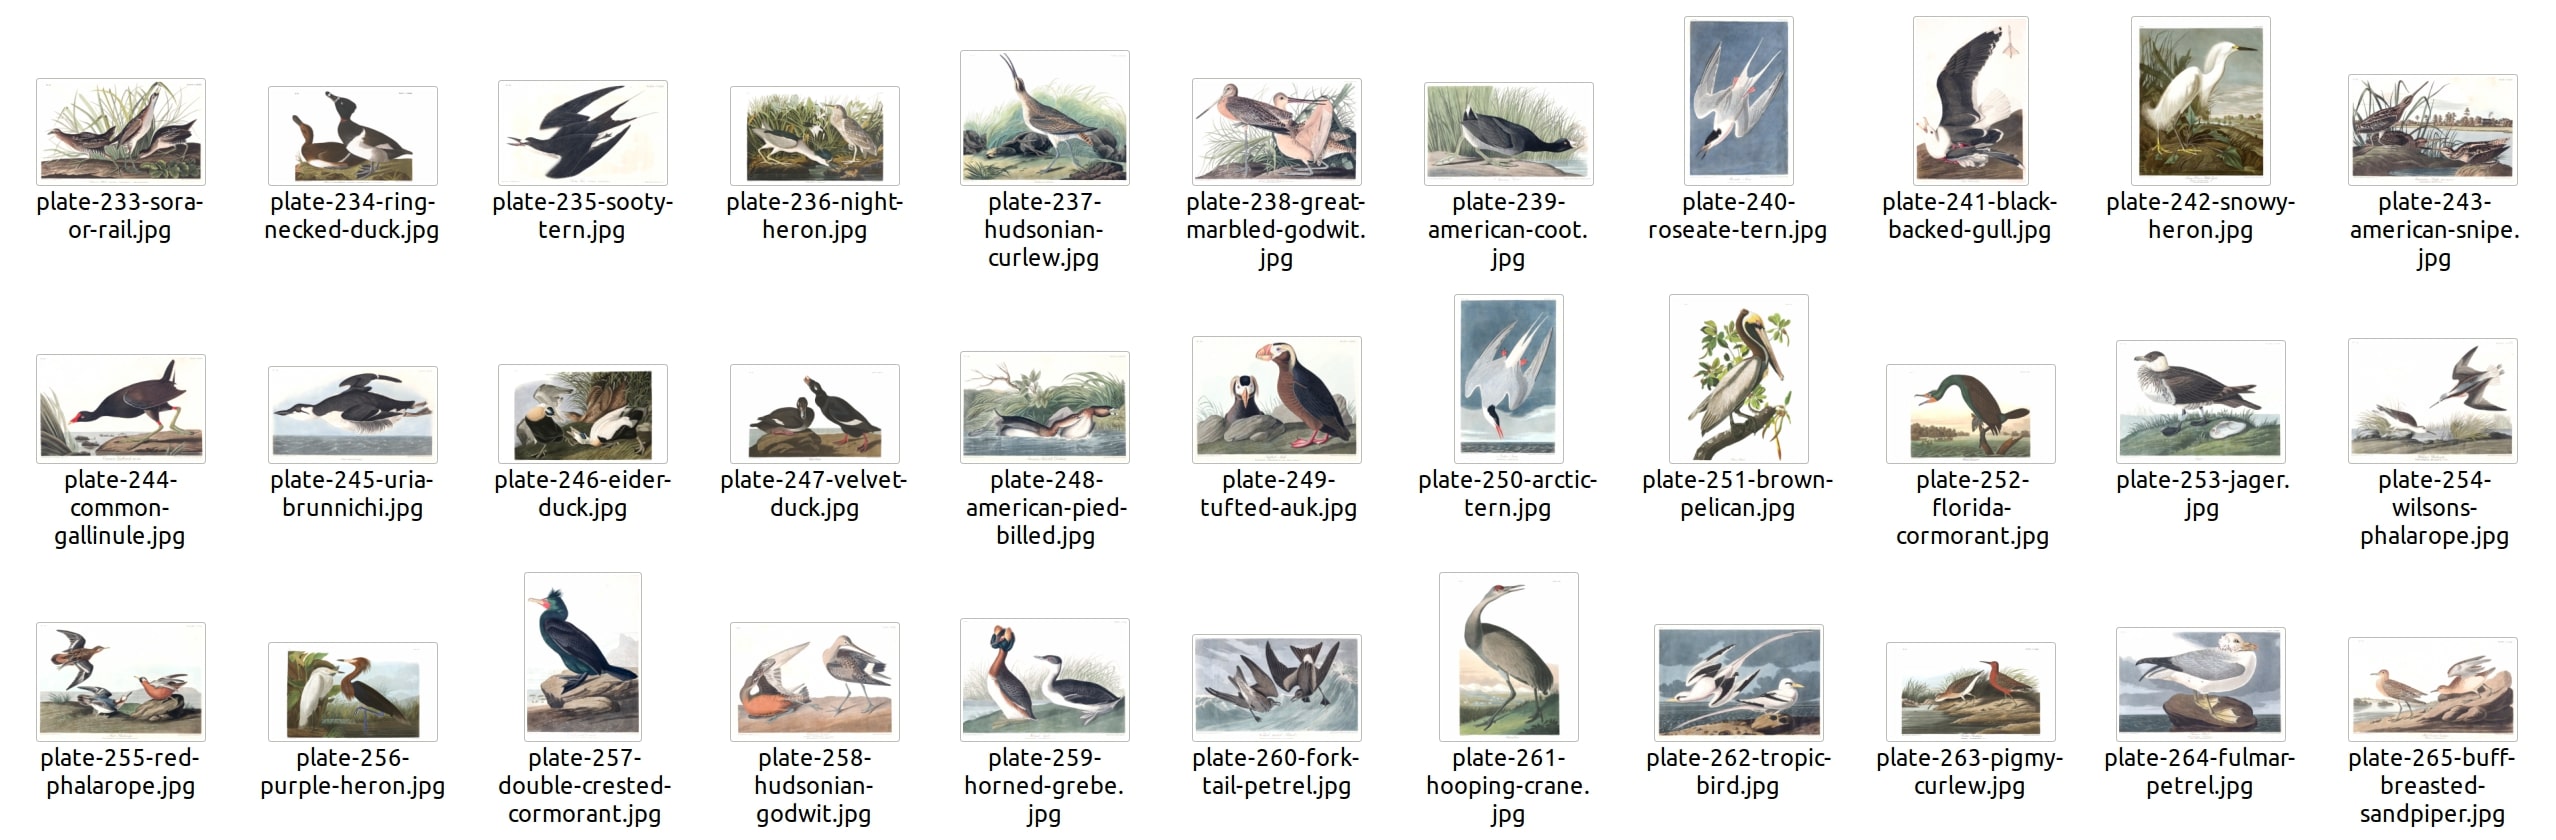 plate-233-sora-
or-rail.jpg
plate-234-ring-
necked-duck.jpg
plate-235-sooty-
tern.jpg
plate-236-night-
heron.jpg
plate-237-
hudsonian-
curlew.jpg
plate-238-great-
marbled-godwit.
jpg
plate-239-
american-coot.
jpg
plate-240-
roseate-tern.jpg
plate-241-black-
backed-gull.jpg
plate-242-snowy-
heron.jpg
plate-243-
american-snipe.
jpg
plate-244-
common-
gallinule.jpg
plate-245-uria-
brunnichi.jpg
plate-246-eider-
duck.jpg
plate-247-velvet-
duck.jpg
plate-248-
american-pied-
billed.jpg
plate-249-
tufted-auk.jpg
plate-250-arctic-
tern.jpg
plate-251-brown-
pelican.jpg
plate-252-
florida-
cormorant.jpg
plate-253-jager.
jpg
plate-254-
wilsons-
phalarope.jpg
plate-255-red-
phalarope.jpg
plate-256-
purple-heron.jpg
plate-257-
double-crested-
cormorant.jpg
plate-258-
hudsonian-
godwit.jpg
plate-259-
horned-grebe.
jpg
plate-260-fork-
tail-petrel.jpg
plate-261-
hooping-crane.
jpg
plate-262-tropic-
bird.jpg
plate-263-pigmy-
curlew.jpg
plate-264-fulmar-
petrel.jpg
plate-265-buff-
breasted-
sandpiper.jpg